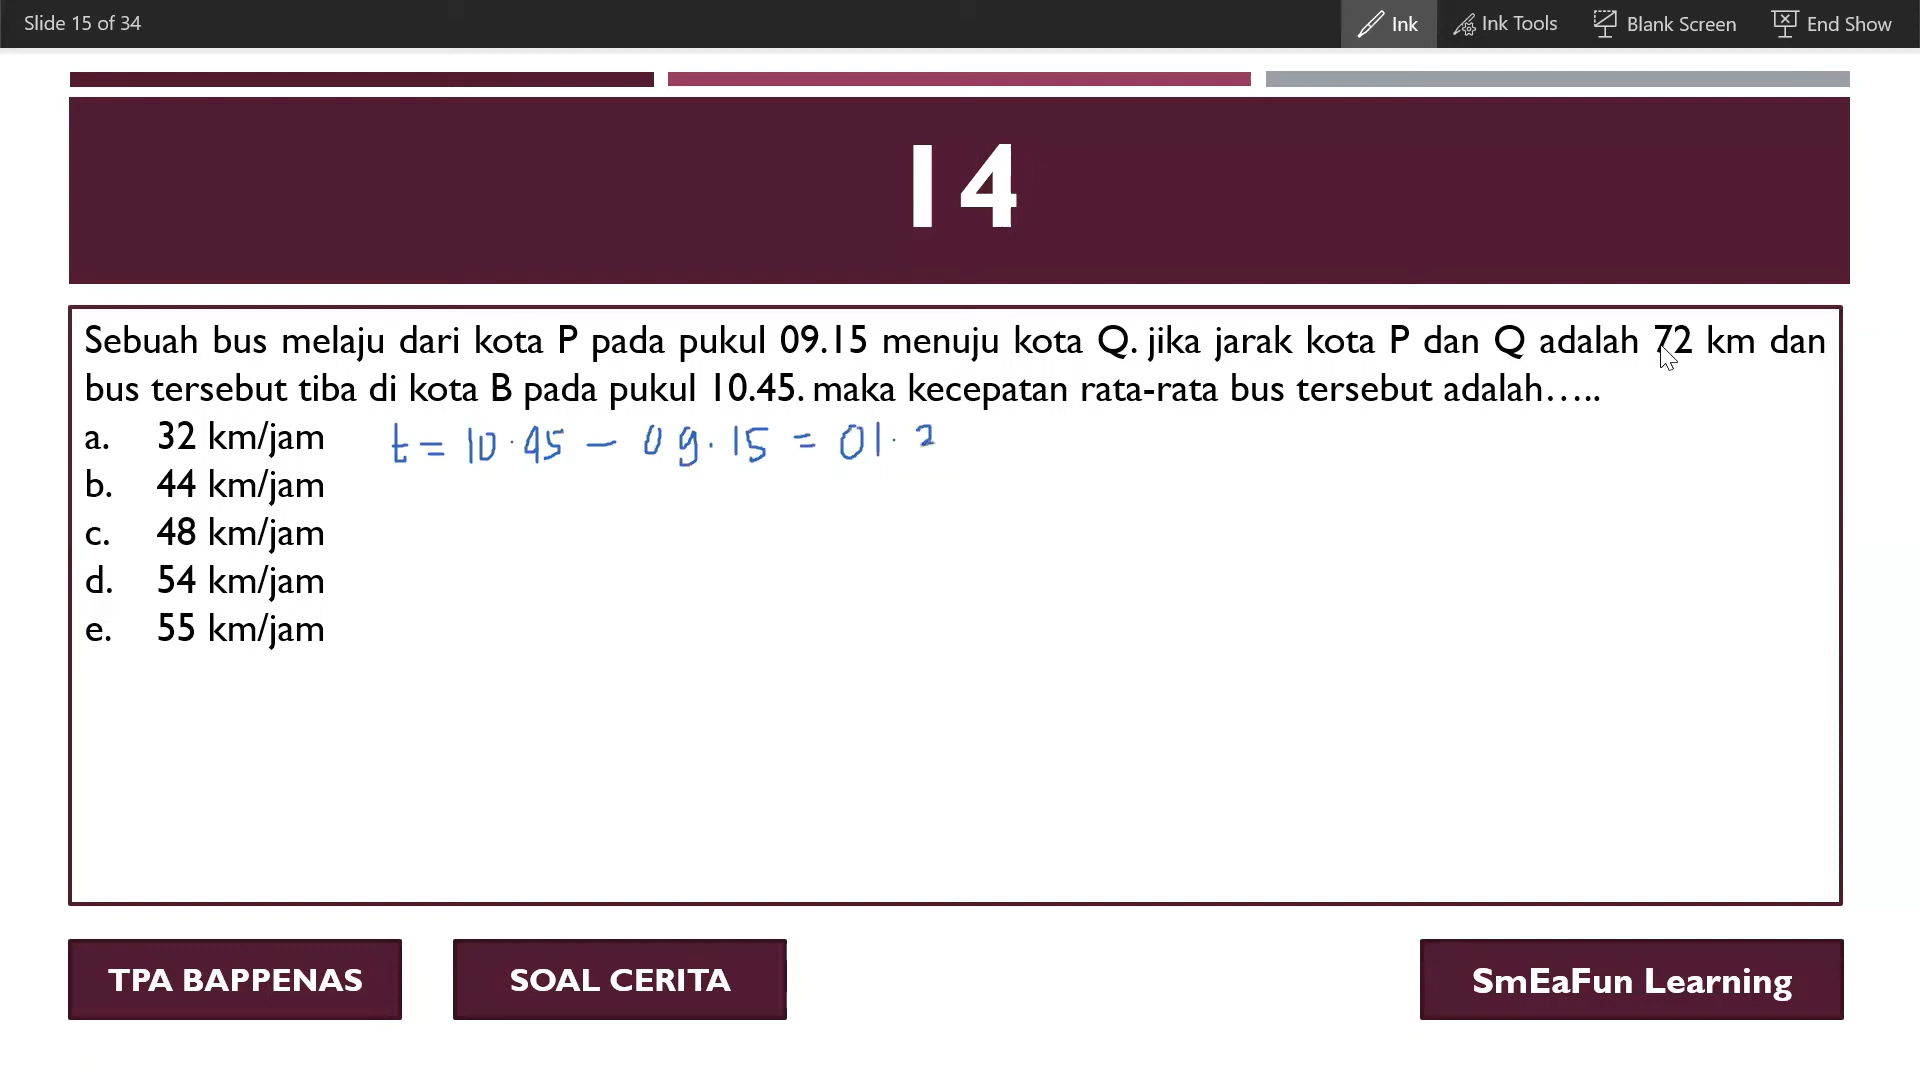 Slide 15 of 34
Ink
Ink Tools
Blank Screen
End Show
14
Sebuah bus melaju dari kota P pada pukul 09.15 menuju kota Q. jika jarak kota P dan Q adalah 72 km dan
bus tersebut tiba di kota B pada pukul 10.45. maka kecepatan rata-rata bus tersebut adalah.....
a. 32 km/jam
t = 10.45 - 09.15 = 01.3
b. 44 km/jam
c. 48 km/jam
d. 54 km/jam
e. 55 km/jam
TPA BAPPENAS
SOAL CERITA
SmEaFun Learning